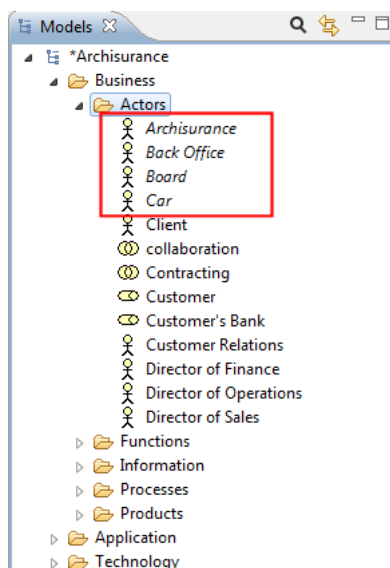 Models
*Archisurance
Business
Actors
Archisurance
Back Office
Board
Car
Client
collaboration
Contracting
Customer
Customer's Bank
Customer Relations
Director of Finance
Director of Operations
Director of Sales
Functions
Information
Processes
Products
Application
Technology